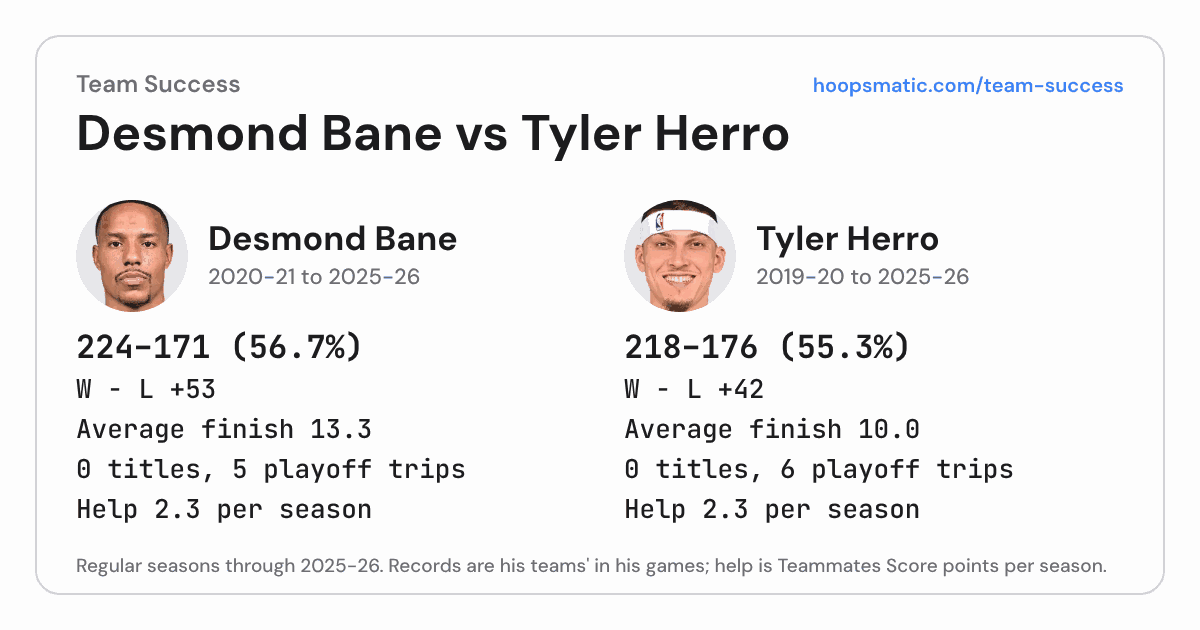 Team Success
hoopsmatic.com/team-success
Desmond Bane vs Tyler Herro
Desmond Bane
2020-21 to 2025-26
224-171 (56.7%)
W - L +53
Average finish 13.3
0 titles, 5 playoff trips
Help 2.3 per season
Tyler Herro
2019-20 to 2025-26
218-176 (55.3%)
W - L +42
Average finish 10.0
0 titles, 6 playoff trips
Help 2.3 per season
Regular seasons through 2025-26. Records are his teams' in his games; help is Teammates Score points per season.